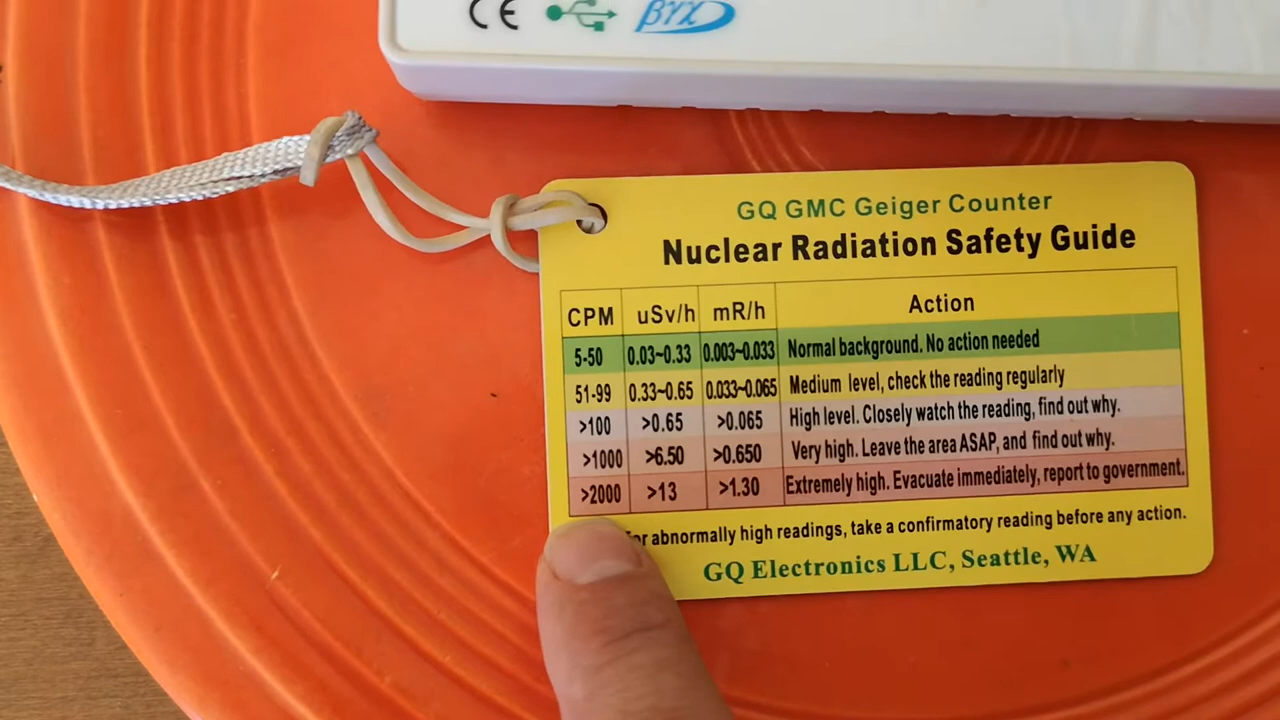 CE
βγχ
GQ GMC Geiger Counter
Nuclear Radiation Safety Guide
CPM uSv/h mR/h Action
5-50 0.03~0.33 0.003~0.033 Normal background. No action needed
51-99 0.33~0.65 0.033~0.065 Medium level, check the reading regularly
>100 >0.65 >0.065 High level. Closely watch the reading, find out why.
>1000 >6.50 >0.650 Very high. Leave the area ASAP, and find out why.
>2000 >13 >1.30 Extremely high. Evacuate immediately, report to government.
For abnormally high readings, take a confirmatory reading before any action.
GQ Electronics LLC, Seattle, WA